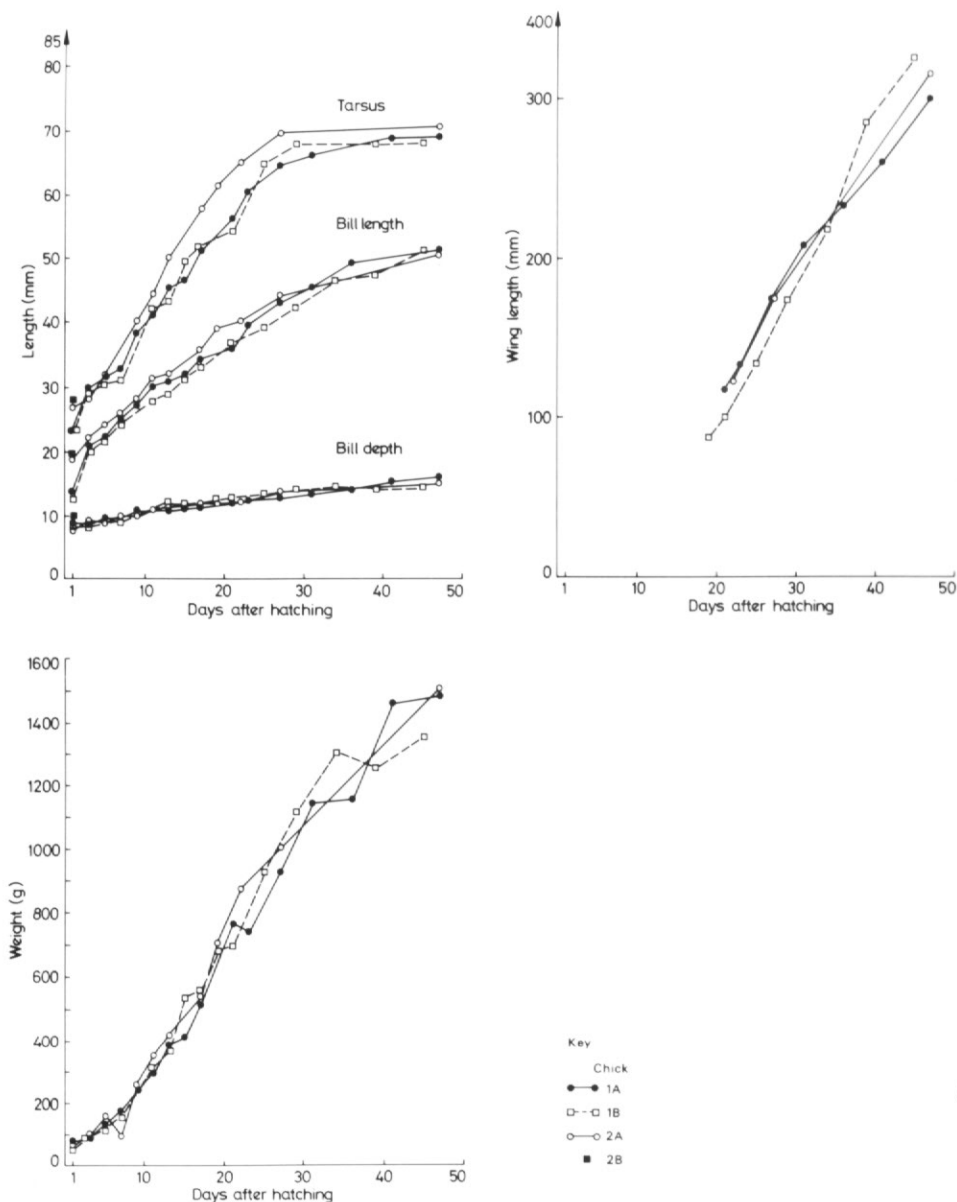 85
80
70
60
50
40
30
20
10
0
Length (mm)
Tarsus
Bill length
Bill depth
1 10 20 30 40 50
Days after hatching
400
300
200
100
0
Wing length (mm)
1 10 20 30 40 50
Days after hatching
1600
1400
1200
1000
800
600
400
200
0
Weight (g)
1 10 20 30 40 50
Days after hatching
Key
Chick
1A
1B
2A
2B